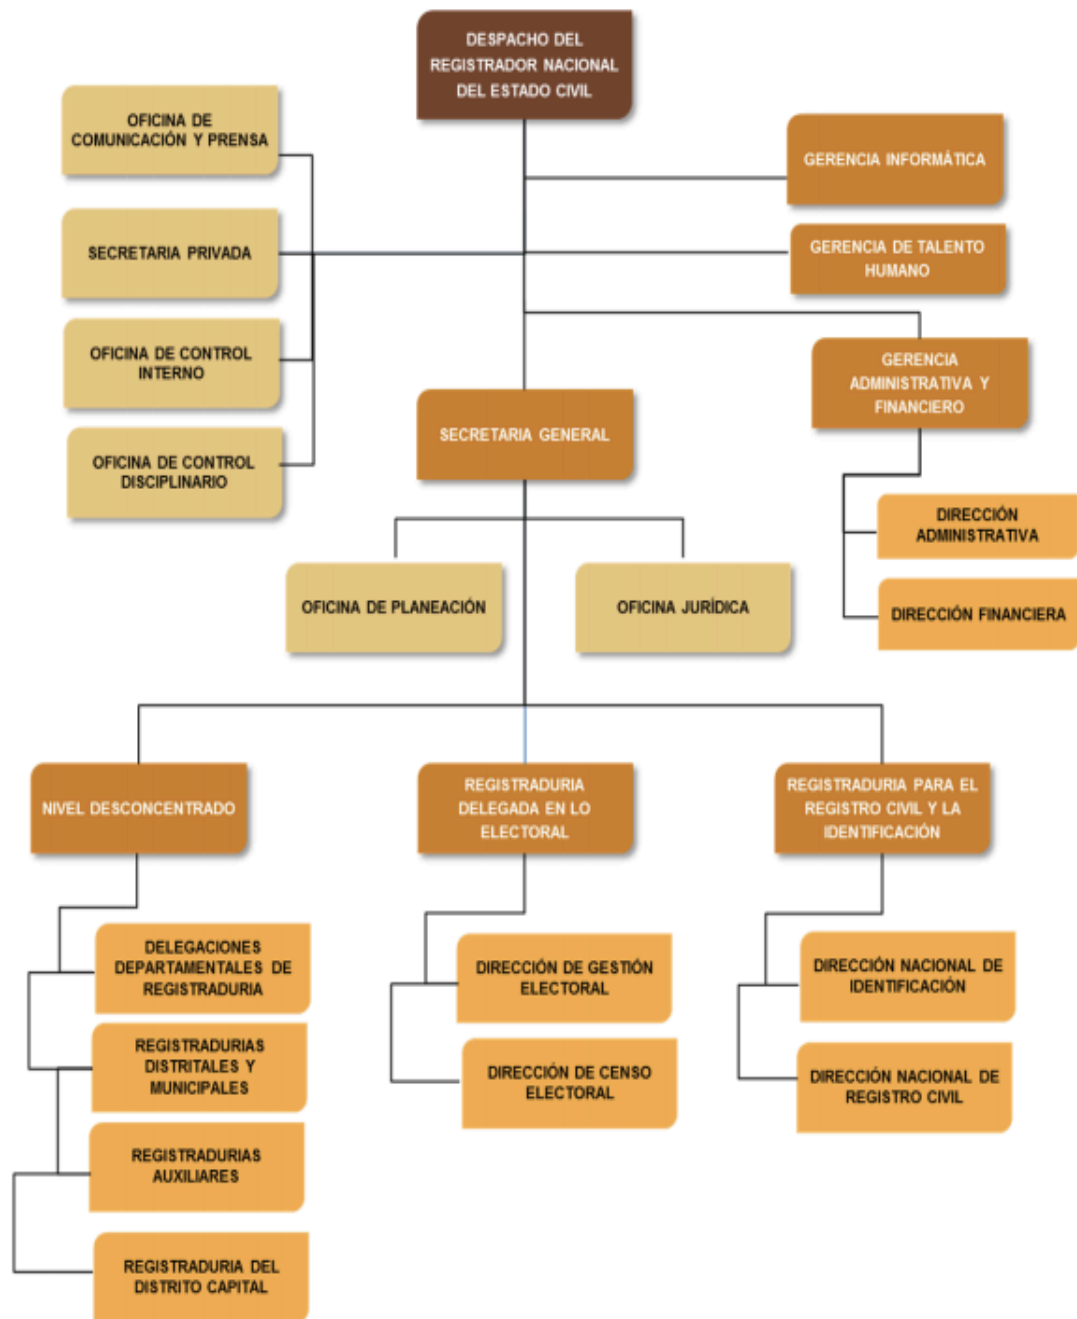 DESPACHO DEL
REGISTRADOR NACIONAL
DEL ESTADO CIVIL
OFICINA DE
COMUNICACIÓN Y PRENSA
GERENCIA INFORMÁTICA
SECRETARIA PRIVADA
GERENCIA DE TALENTO
HUMANO
OFICINA DE CONTROL
INTERNO
GERENCIA
ADMINISTRATIVA Y
FINANCIERO
SECRETARIA GENERAL
OFICINA DE CONTROL
DISCIPLINARIO
DIRECCIÓN
ADMINISTRATIVA
OFICINA DE PLANEACIÓN
OFICINA JURÍDICA
DIRECCIÓN FINANCIERA
NIVEL DESCONCENTRADO
REGISTRADURIA
DELEGADA EN LO
ELECTORAL
REGISTRADURIA PARA EL
REGISTRO CIVIL Y LA
IDENTIFICACIÓN
DELEGACIONES
DEPARTAMENTALES DE
REGISTRADURIA
DIRECCIÓN DE GESTIÓN
ELECTORAL
DIRECCIÓN NACIONAL DE
IDENTIFICACIÓN
REGISTRADURIAS
DISTRITALES Y
MUNICIPALES
DIRECCIÓN DE CENSO
ELECTORAL
DIRECCIÓN NACIONAL DE
REGISTRO CIVIL
REGISTRADURIAS
AUXILIARES
REGISTRADURIA DEL
DISTRITO CAPITAL